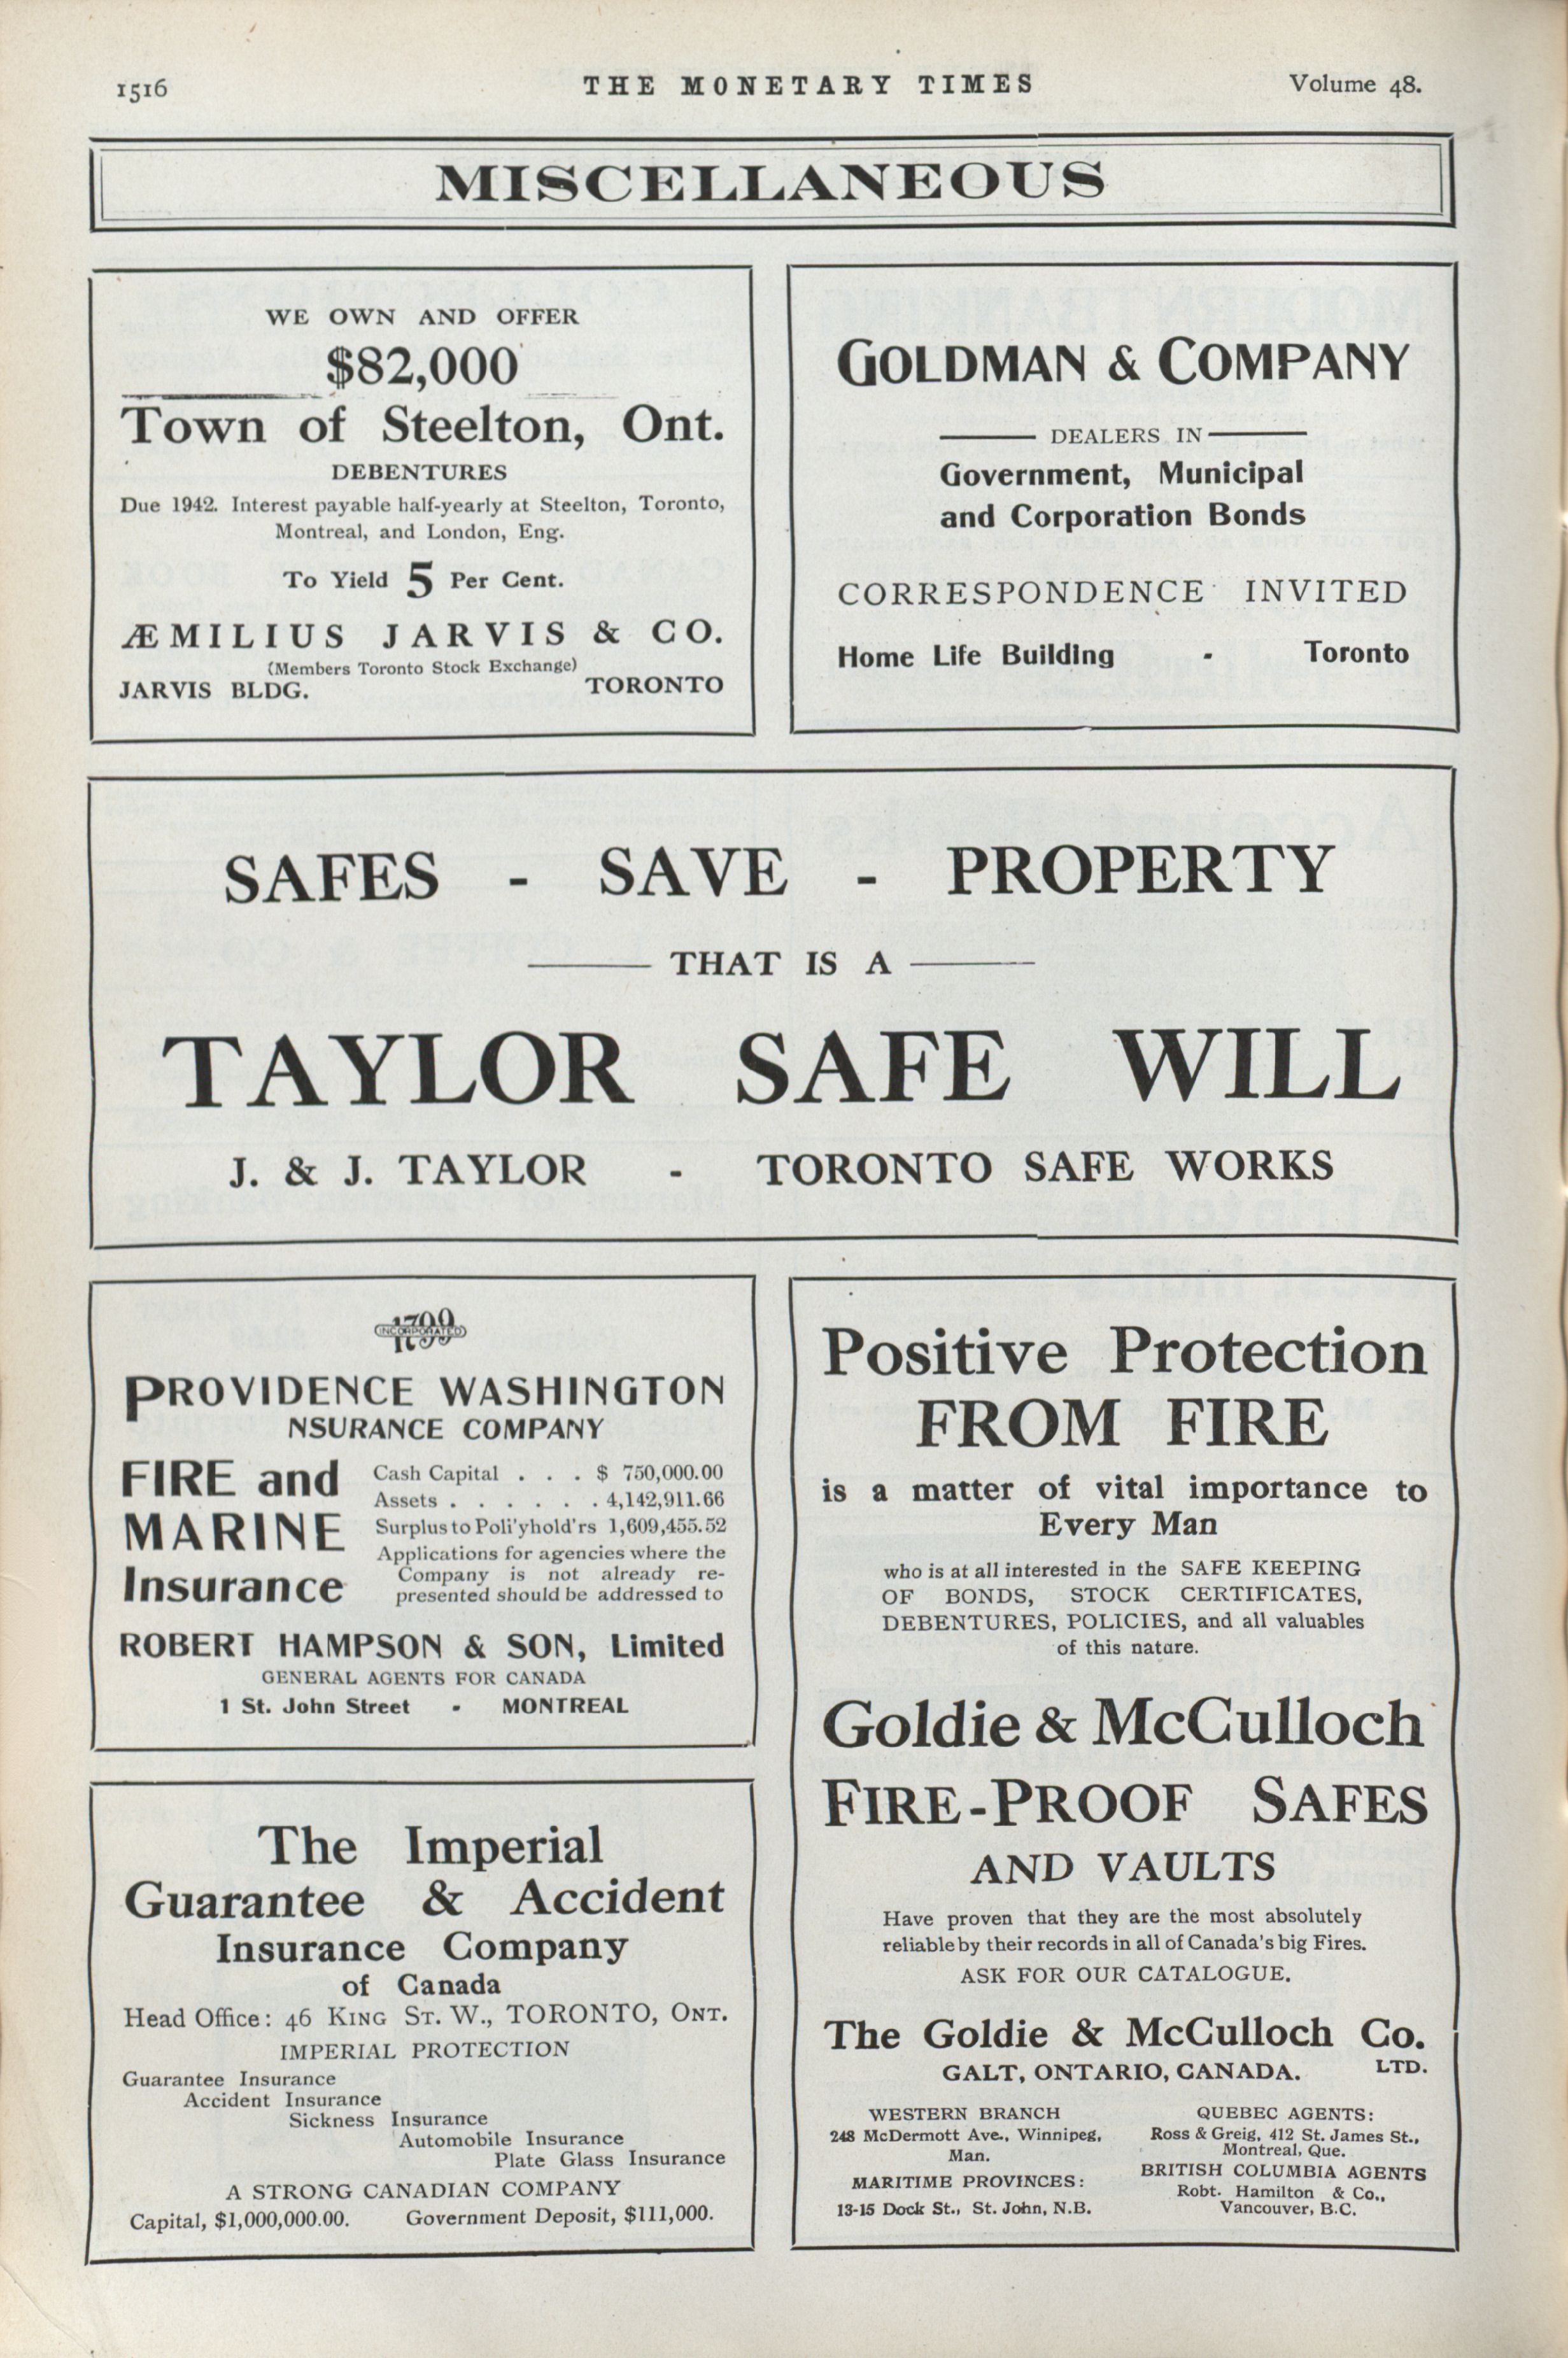 1516
THE MONETARY TIMES
Volume 48.
MISCELLANEOUS
WE OWN AND OFFER
$82,000
Town of Steelton, Ont.
DEBENTURES
Due 1942. Interest payable half-yearly at Steelton, Toronto,
Montreal, and London, Eng.
To Yield 5 Per Cent.
ÆMILIUS JARVIS & CO.
(Members Toronto Stock Exchange)
JARVIS BLDG. TORONTO
GOLDMAN & COMPANY
DEALERS IN
Government, Municipal
and Corporation Bonds
CORRESPONDENCE INVITED
Home Life Building - Toronto
SAFES - SAVE - PROPERTY
THAT IS A
TAYLOR SAFE WILL
J. & J. TAYLOR - TORONTO SAFE WORKS
1799
INCORPORATED
PROVIDENCE WASHINGTON
NSURANCE COMPANY
FIRE and
MARINE
Insurance
Cash Capital . . . $ 750,000.00
Assets . . . . . . . 4,142,911.66
Surplus to Poli'yhold'rs 1,609,455.52
Applications for agencies where the
Company is not already re-
presented should be addressed to
ROBERT HAMPSON & SON, Limited
GENERAL AGENTS FOR CANADA
1 St. John Street - MONTREAL
The Imperial
Guarantee & Accident
Insurance Company
of Canada
Head Office: 46 KING ST. W., TORONTO, ONT.
IMPERIAL PROTECTION
Guarantee Insurance
Accident Insurance
Sickness Insurance
Automobile Insurance
Plate Glass Insurance
A STRONG CANADIAN COMPANY
Capital, $1,000,000.00. Government Deposit, $111,000.
Positive Protection
FROM FIRE
is a matter of vital importance to
Every Man
who is at all interested in the SAFE KEEPING
OF BONDS, STOCK CERTIFICATES,
DEBENTURES, POLICIES, and all valuables
of this nature.
Goldie & McCulloch
FIRE-PROOF SAFES
AND VAULTS
Have proven that they are the most absolutely
reliable by their records in all of Canada's big Fires.
ASK FOR OUR CATALOGUE.
The Goldie & McCulloch Co.
GALT, ONTARIO, CANADA. LTD.
WESTERN BRANCH
248 McDermott Ave., Winnipeg,
Man.
MARITIME PROVINCES:
13-15 Dock St., St. John, N.B.
QUEBEC AGENTS:
Ross & Greig, 412 St. James St.,
Montreal, Que.
BRITISH COLUMBIA AGENTS
Robt. Hamilton & Co.,
Vancouver, B.C.